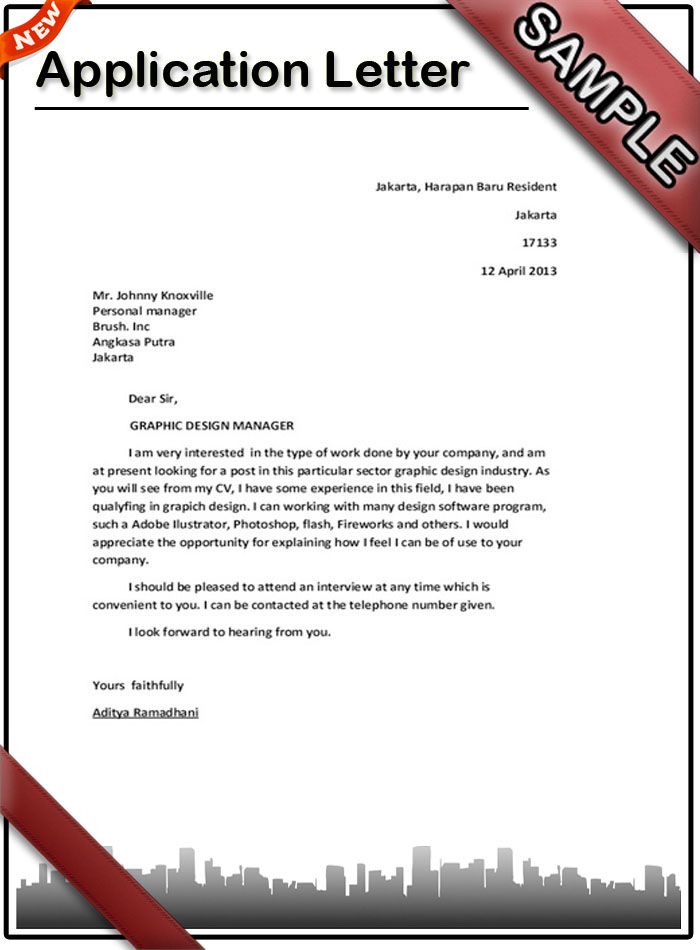 NEW
Application Letter
SAMPLE
Jakarta, Harapan Baru Resident
Jakarta
17133
12 April 2013
Mr. Johnny Knoxville
Personal manager
Brush. Inc
Angkasa Putra
Jakarta
Dear Sir,
GRAPHIC DESIGN MANAGER
I am very interested in the type of work done by your company, and am
at present looking for a post in this particular sector graphic design industry. As
you will see from my CV, I have some experience in this field, I have been
qualyfing in grapich design. I can working with many design software program,
such a Adobe Ilustrator, Photoshop, flash, Fireworks and others. I would
appreciate the opportunity for explaining how I feel I can be of use to your
company.
I should be pleased to attend an interview at any time which is
convenient to you. I can be contacted at the telephone number given.
I look forward to hearing from you.
Yours faithfully
Aditya Ramadhani